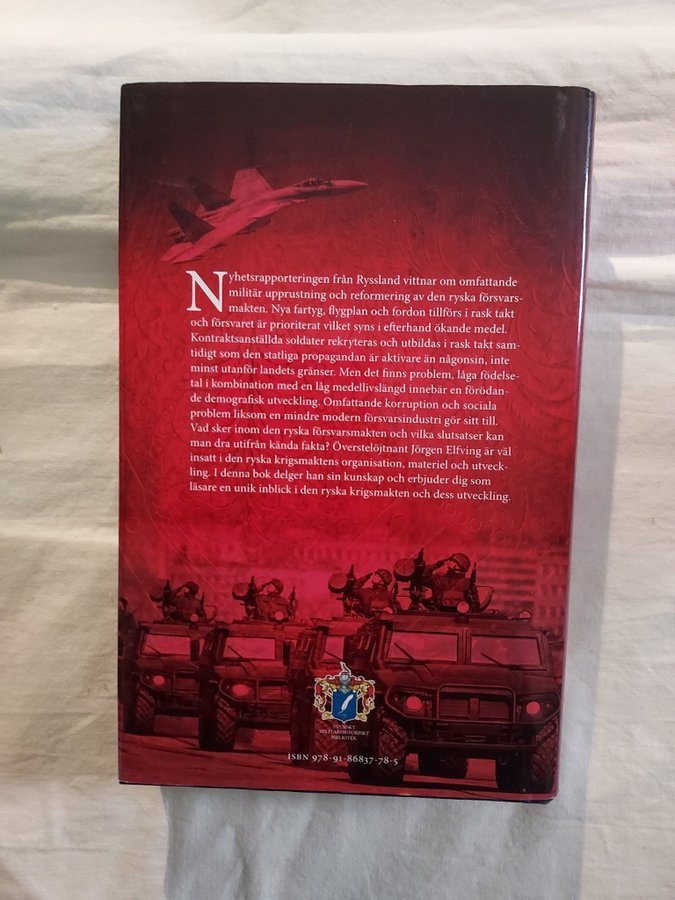 Nyhetsrapporteringen från Ryssland vittnar om omfattande
militär upprustning och reformering av den ryska försvars-
makten. Nya fartyg, flygplan och fordon tillförs i rask takt
och försvaret är prioriterat vilket syns i efterhand ökande medel.
Kontraktsanställda soldater rekryteras och utbildas i rask takt sam-
tidigt som den statliga propagandan är aktivare än någonsin, inte
minst utanför landets gränser. Men det finns problem, låga födelse-
tal i kombination med en låg medellivslängd innebär en förödan-
de demografisk utveckling. Omfattande korruption och sociala
problem liksom en mindre modern försvarsindustri gör sitt till.
Vad sker inom den ryska försvarsmakten och vilka slutsatser kan
man dra utifrån kända fakta? Överstelöjtnant Jörgen Elfving är väl
insatt i den ryska krigsmaktens organisation, materiel och utveck-
ling. I denna bok delger han sin kunskap och erbjuder dig som
läsare en unik inblick i den ryska krigsmakten och dess utveckling.
SVENSKT
MILITÄRHISTORISKT
BIBLIOTEK
ISBN 978-91-86837-78-5